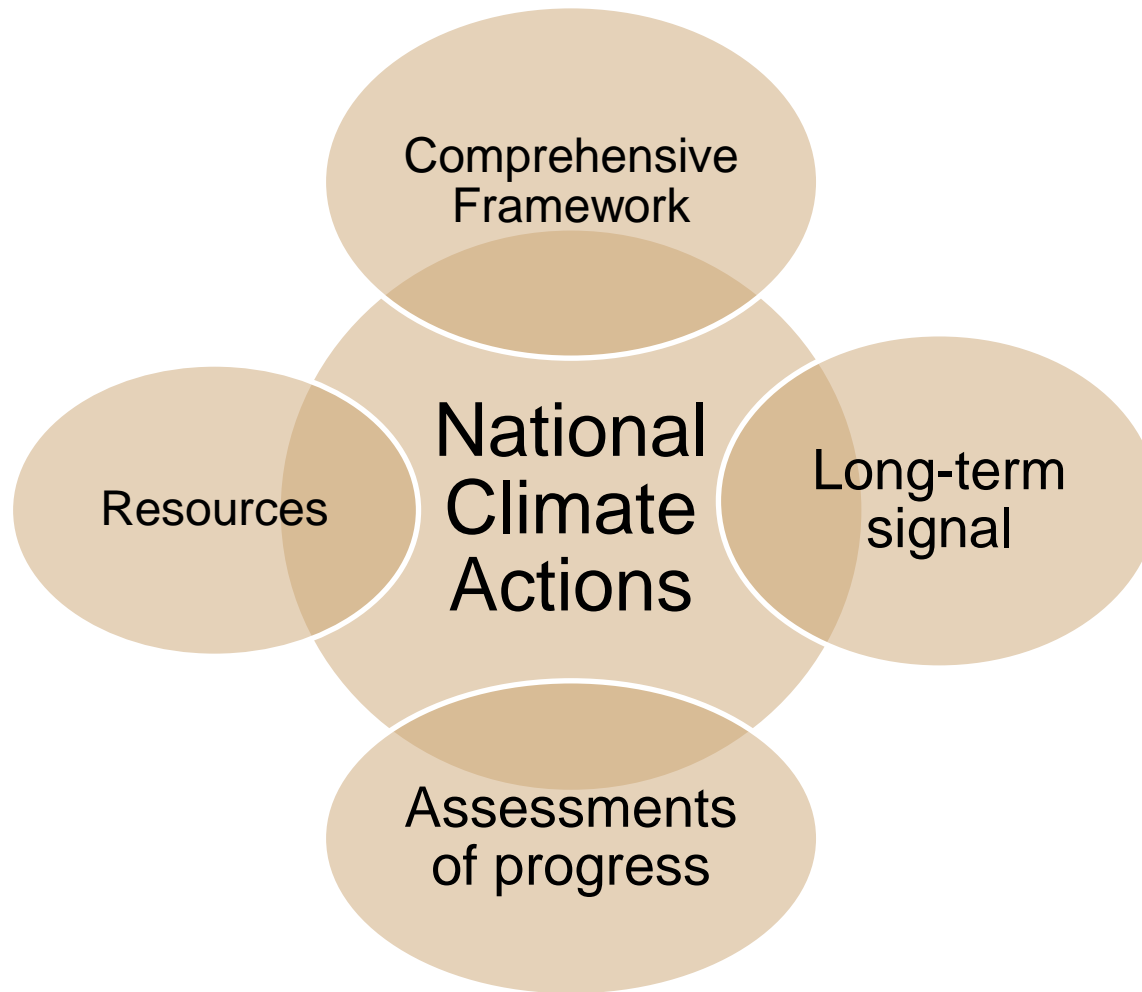 Comprehensive
Framework
Resources
National
Climate
Actions
Long-term
signal
Assessments
of progress